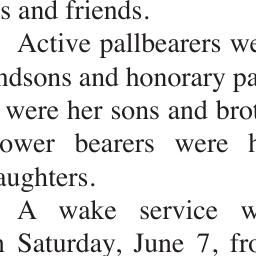 s and friends.
Active pallbearers we
ndsons and honorary pa
were her sons and brot
ower bearers were h
aughters.
A wake service w
n Saturday, June 7, fro